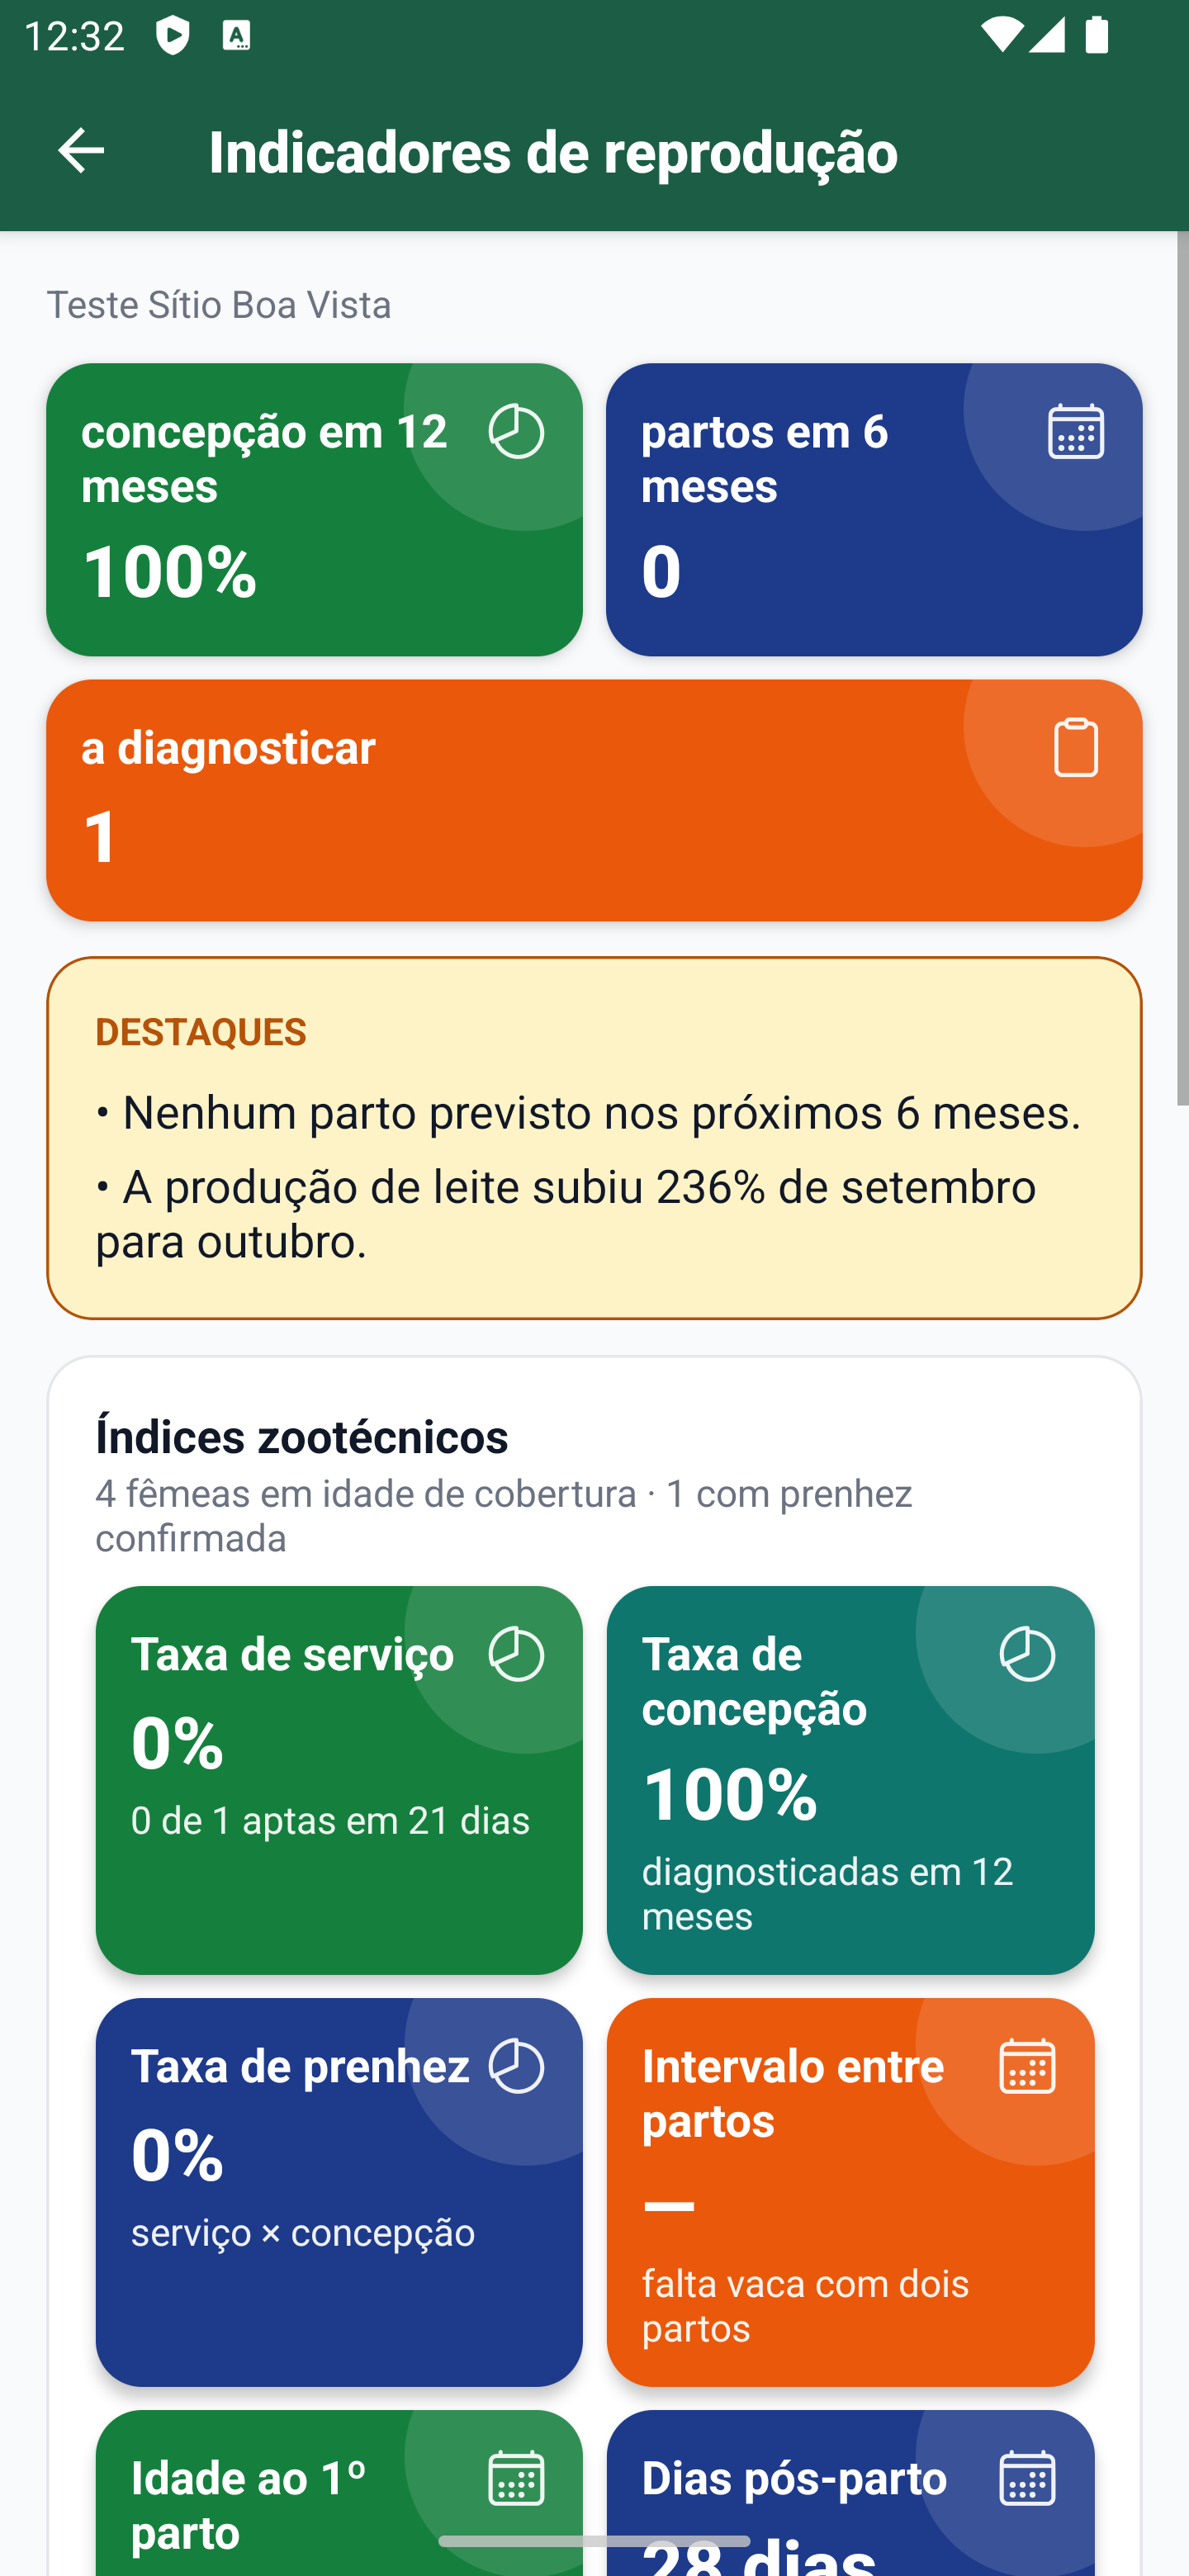 12:32
Indicadores de reprodução
Teste Sítio Boa Vista
concepção em 12
meses
100%
partos em 6
meses
0
a diagnosticar
1
DESTAQUES
• Nenhum parto previsto nos próximos 6 meses.
• A produção de leite subiu 236% de setembro
para outubro.
Índices zootécnicos
4 fêmeas em idade de cobertura · 1 com prenhez
confirmada
Taxa de serviço
0%
0 de 1 aptas em 21 dias
Taxa de
concepção
100%
diagnosticadas em 12
meses
Taxa de prenhez
0%
serviço × concepção
Intervalo entre
partos
—
falta vaca com dois
partos
Idade ao 1º
parto
Dias pós-parto
28 dias